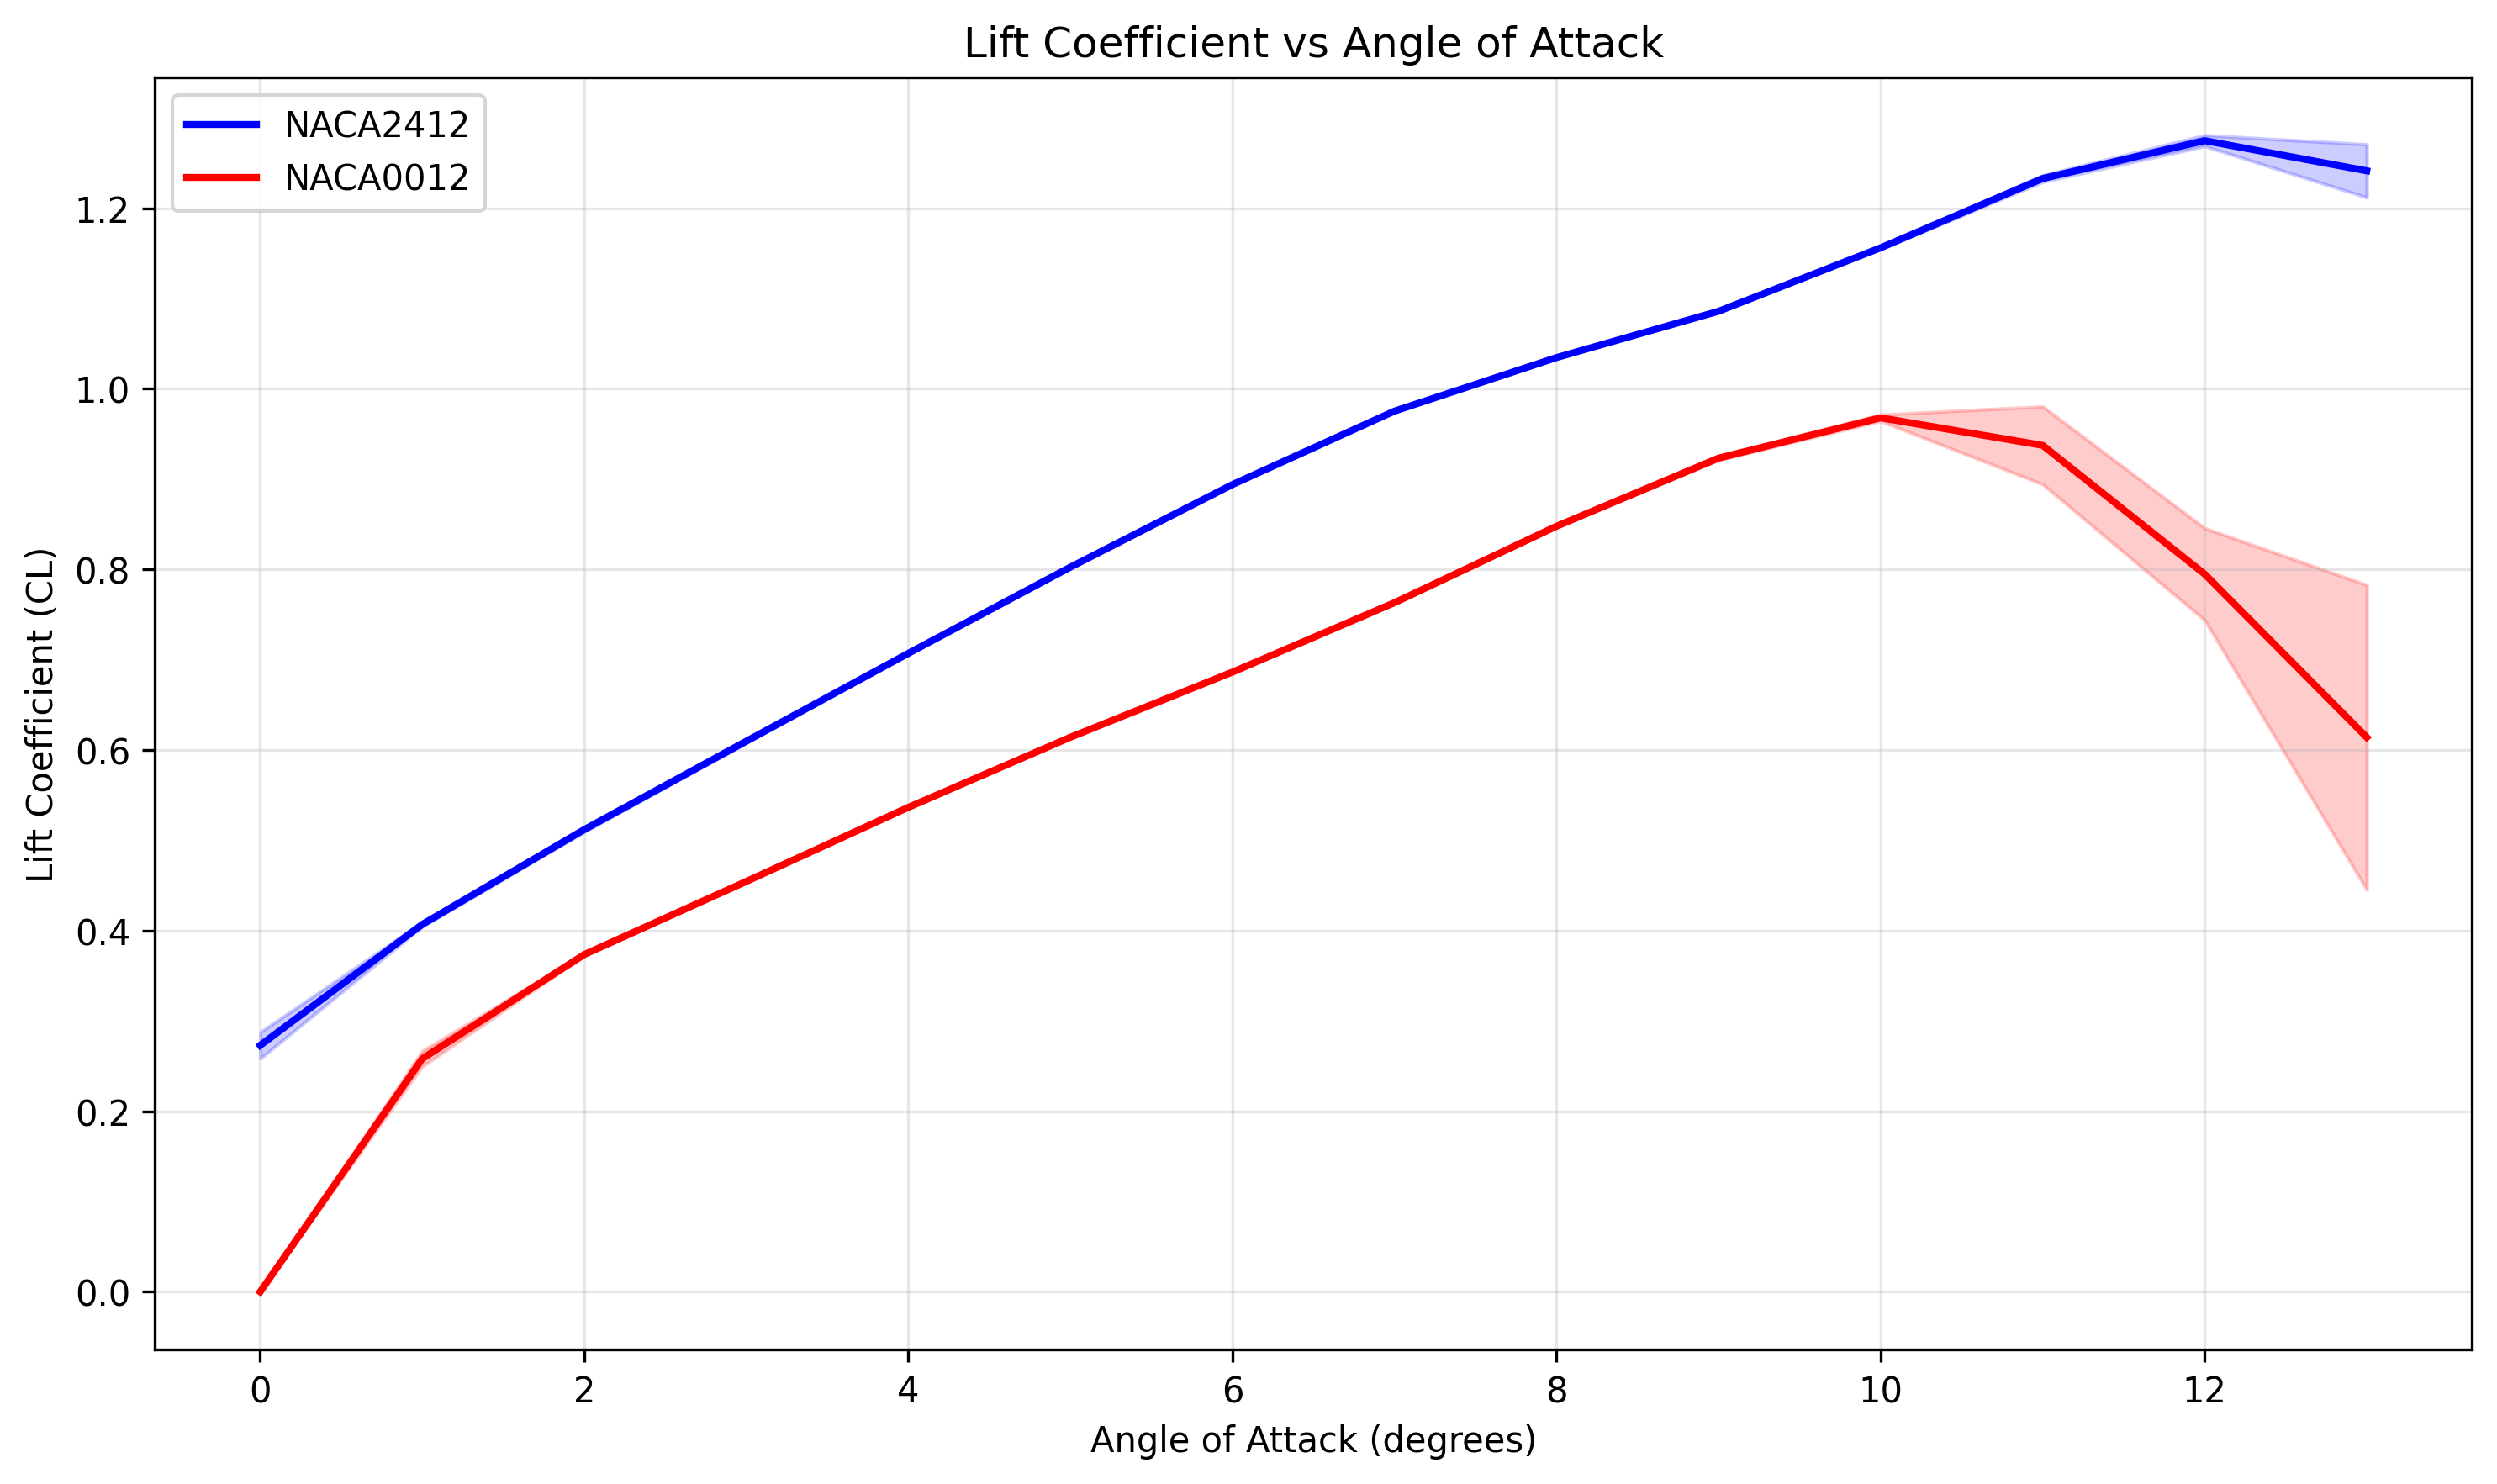 Lift Coefficient vs Angle of Attack
NACA2412
NACA0012
Lift Coefficient (CL)
1.2
1.0
0.8
0.6
0.4
0.2
0.0
0 2 4 6 8 10 12
Angle of Attack (degrees)